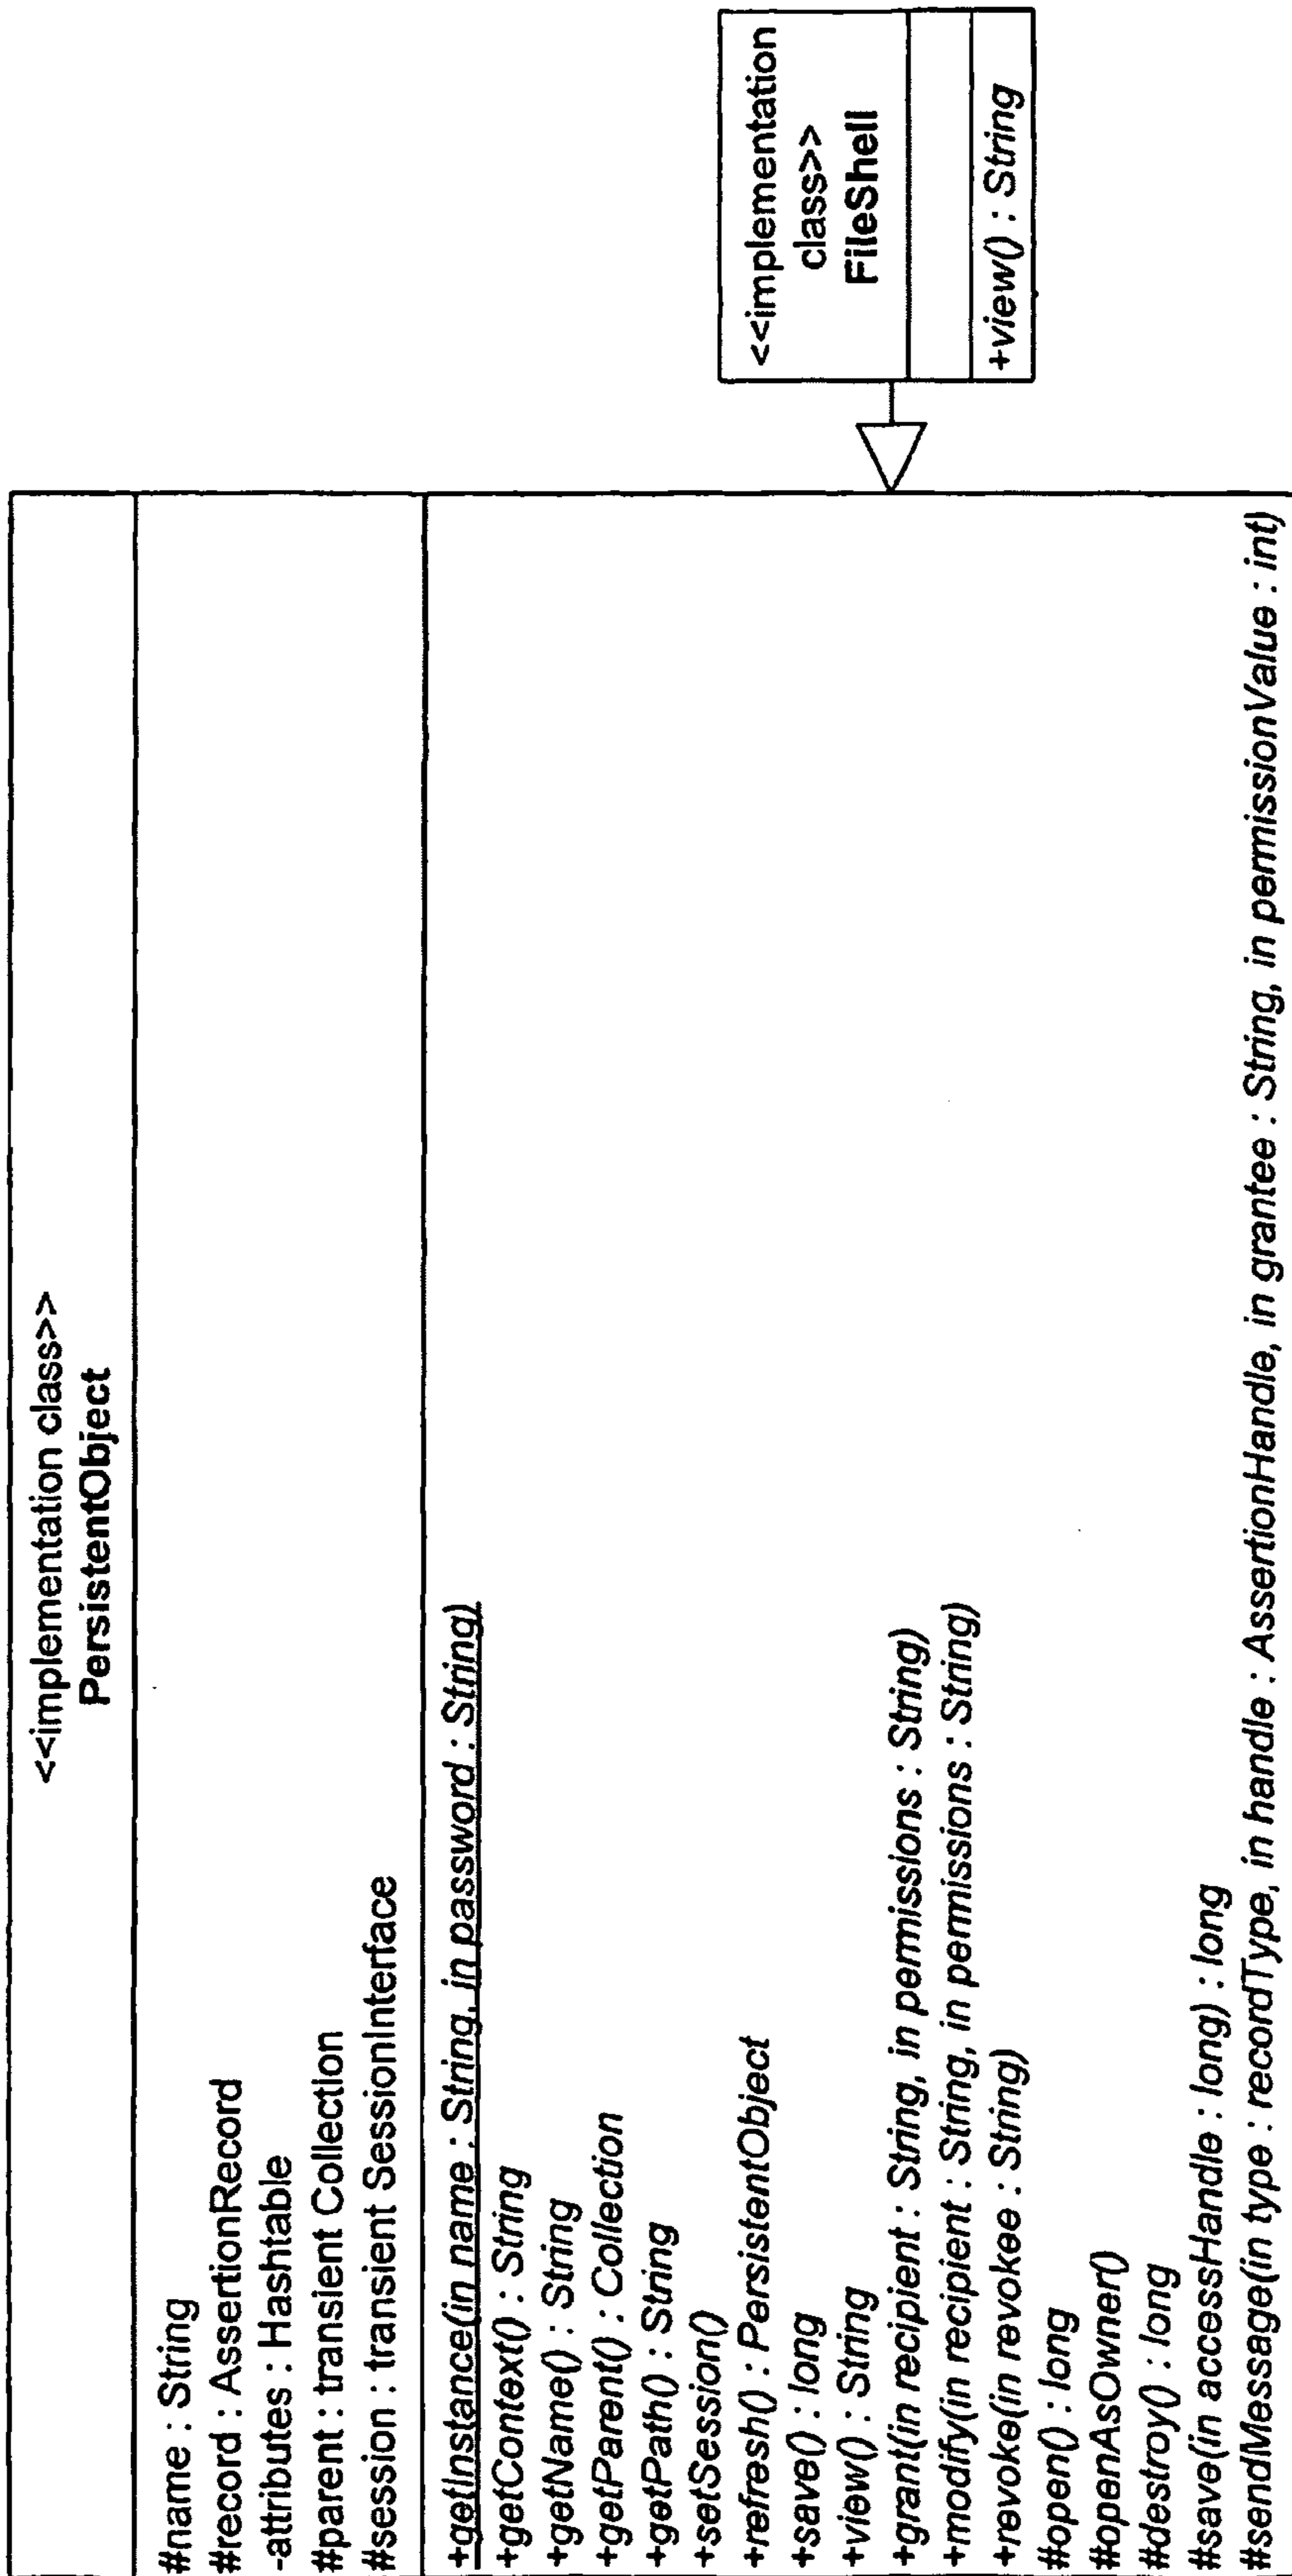 <<implementation class>>
PersistentObject
#name : String
#record : AssertionRecord
-attributes : Hashtable
#parent : transient Collection
#session : transient SessionInterface
+getInstance(in name : String, in password : String)
+getContext() : String
+getName() : String
+getParent() : Collection
+getPath() : String
+setSession()
+refresh() : PersistentObject
+save() : long
+view() : String
+grant(in recipient : String, in permissions : String)
+modify(in recipient : String, in permissions : String)
+revoke(in revokee : String)
#open() : long
#openAsOwner()
#destroy() : long
#save(in accessHandle : long) : long
#sendMessage(in type : recordType, in handle : AssertionHandle, in grantee : String, in permissionValue : int)
<<implementation
class>>
FileShell
+view() : String